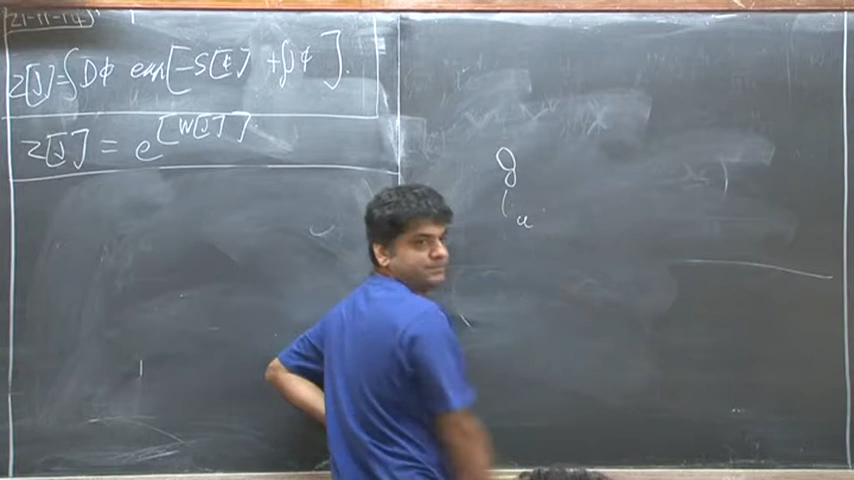 21-11-14
Z[J]=∫Dϕ exp[-S[ϕ] +∫Jϕ].
Z[J] = e^[W[J]].
g
u